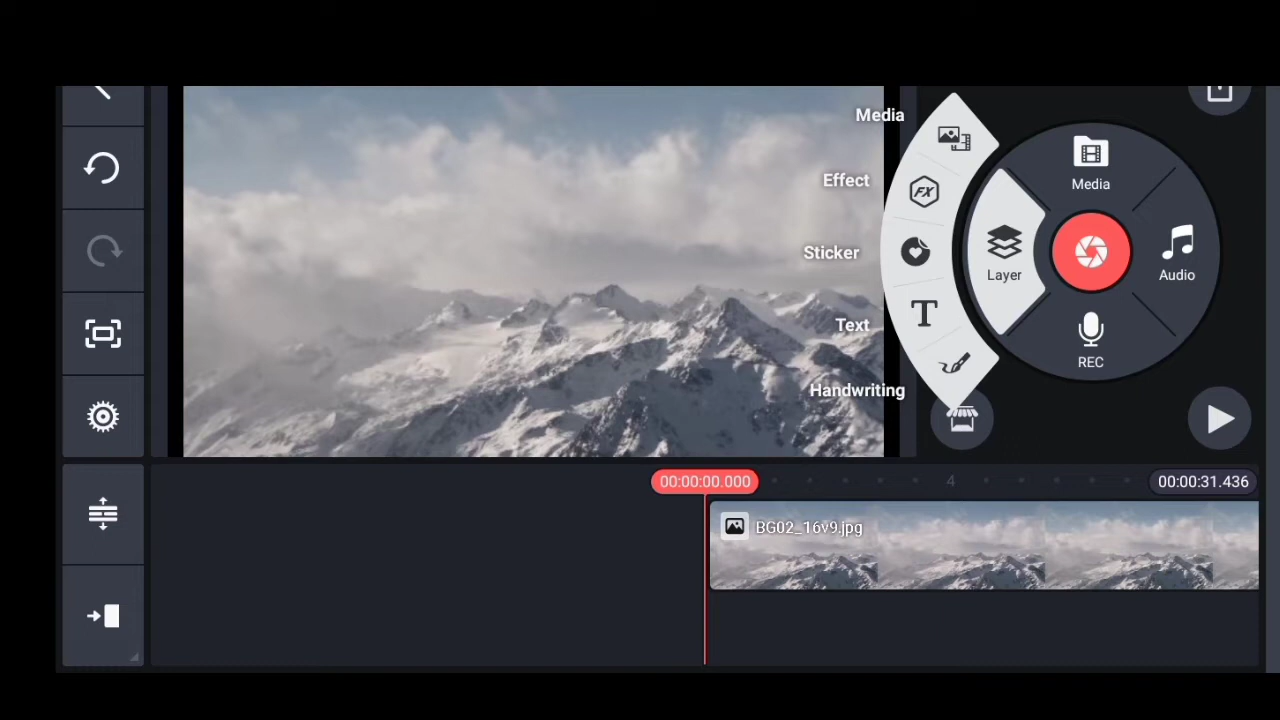 Media
Effect
Sticker
Text
Handwriting
Media
Layer
Audio
REC
00:00:00.000
4
00:00:31.436
BG02_16v9.jpg